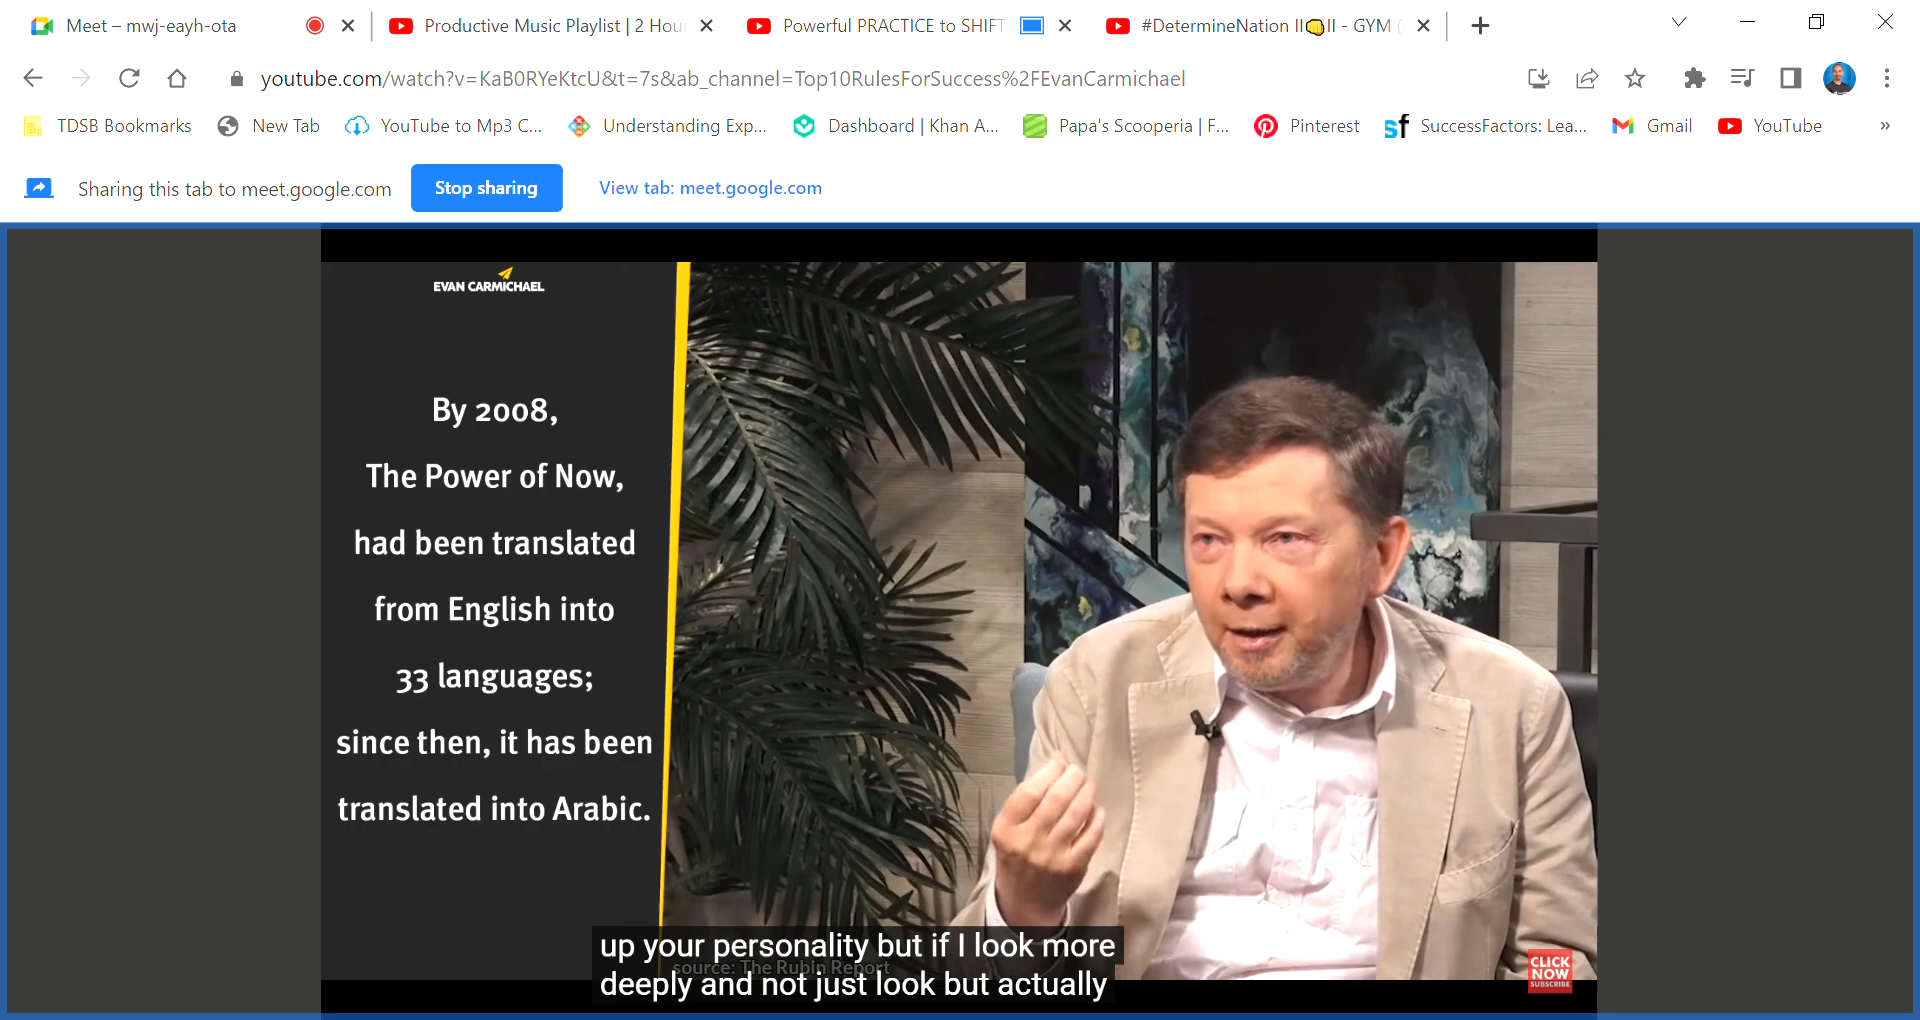 Meet – mwj-eayh-ota
Productive Music Playlist | 2 Hou
Powerful PRACTICE to SHIFT
#DetermineNation II👊II - GYM (
youtube.com/watch?v=KaB0RYeKtcU&t=7s&ab_channel=Top10RulesForSuccess%2FEvanCarmichael
TDSB Bookmarks
New Tab
YouTube to Mp3 C...
Understanding Exp...
Dashboard | Khan A...
Papa's Scooperia | F...
Pinterest
sf
SuccessFactors: Lea...
Gmail
YouTube
»
Sharing this tab to meet.google.com
Stop sharing
View tab: meet.google.com
EVAN CARMICHAEL
By 2008,
The Power of Now,
had been translated
from English into
33 languages;
since then, it has been
translated into Arabic.
up your personality but if I look more
source: The Rubin Report
deeply and not just look but actually
CLICK
NOW
SUBSCRIBE